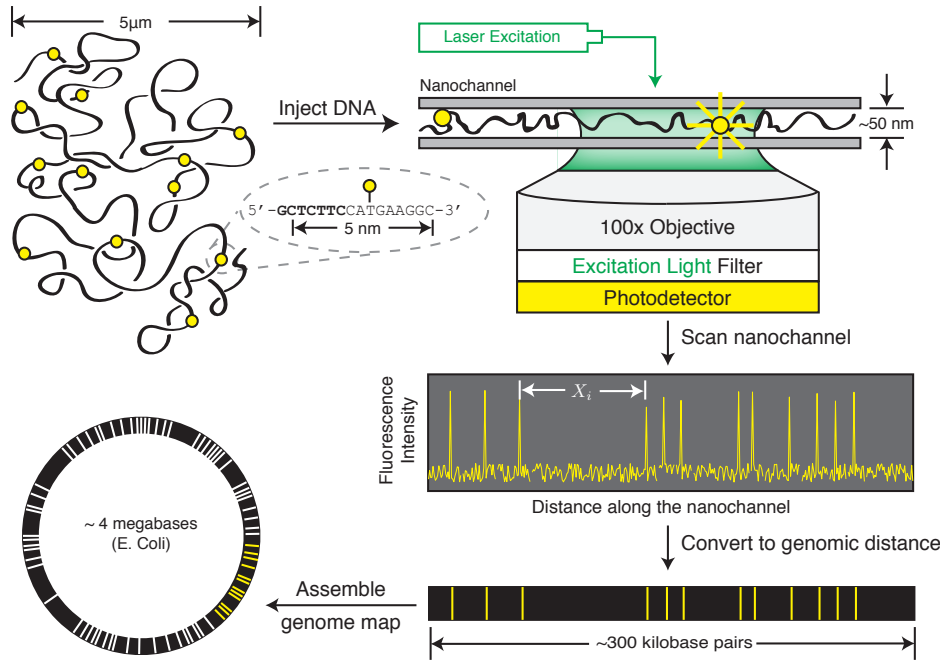 5μm
Laser Excitation
Nanochannel
Inject DNA
~50 nm
5’-GCTCTTCCATGAAGGC-3’
5 nm
100x Objective
Excitation Light Filter
Photodetector
Scan nanochannel
Fluorescence
Intensity
Xi
Distance along the nanochannel
~ 4 megabases
(E. Coli)
Convert to genomic distance
Assemble
genome map
~300 kilobase pairs